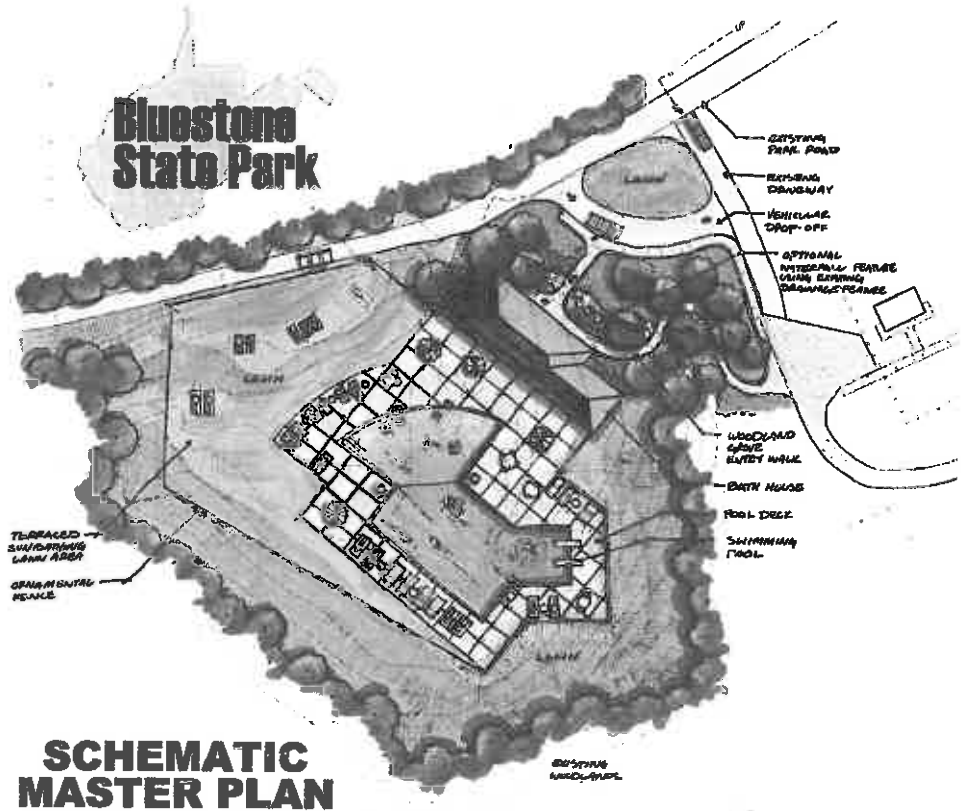 Bluestone
State Park
UP
EXISTING
PARK ROAD
EXISTING
DRIVEWAY
LAWN
VEHICULAR
DROP-OFF
OPTIONAL
WATERFALL FEATURE
USING EXISTING
DRAINAGE FEATURE
LAWN
WOODLAND
GROVE
ENTRY WALK
BATH HOUSE
POOL DECK
SWIMMING
POOL
TERRACED
SUNBATHING
LAWN AREA
ORNAMENTAL
FENCE
LAWN
EXISTING
WOODLANDS
SCHEMATIC
MASTER PLAN